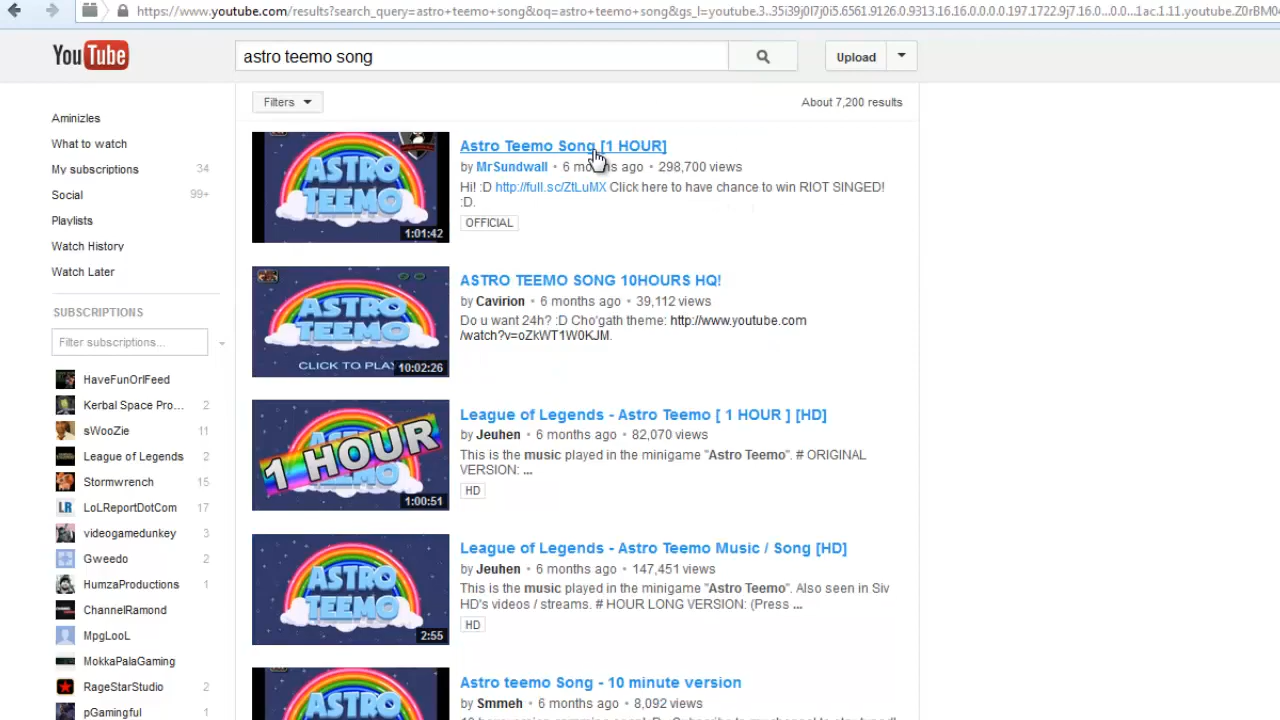 https://www.youtube.com/results?search_query=astro+teemo+song&oq=astro+teemo+song&gs_l=youtube.3..35i39j0l7j0i5.6561.9126.0.9313.16.16.0.0.0.0.197.1722.9j7.16.0...0.0...1ac.1.11.youtube.Z0rBM04
YouTube
astro teemo song
Upload
Filters
About 7,200 results
Aminizles
What to watch
My subscriptions 34
Social 99+
Playlists
Watch History
Watch Later
SUBSCRIPTIONS
Filter subscriptions...
HaveFunOrIFeed
Kerbal Space Pro... 2
sWooZie 11
League of Legends 2
Stormwrench 15
LR LoLReportDotCom 17
videogamedunkey 3
Gweedo 2
HumzaProductions 1
ChannelRamond
MpgLooL
MokkaPalaGaming
RageStarStudio 2
pGamingful 1
ASTRO
TEEMO
1:01:42
Astro Teemo Song [1 HOUR]
by MrSundwall • 6 months ago • 298,700 views
Hi! :D http://full.sc/ZtLuMX Click here to have chance to win RIOT SINGED!
:D.
OFFICIAL
ASTRO
TEEMO
CLICK TO PLA
10:02:26
ASTRO TEEMO SONG 10HOURS HQ!
by Cavirion • 6 months ago • 39,112 views
Do u want 24h? :D Cho'gath theme: http://www.youtube.com
/watch?v=oZkWT1W0KJM.
1 HOUR
1:00:51
League of Legends - Astro Teemo [ 1 HOUR ] [HD]
by Jeuhen • 6 months ago • 82,070 views
This is the music played in the minigame "Astro Teemo". # ORIGINAL
VERSION: ...
HD
ASTRO
TEEMO
2:55
League of Legends - Astro Teemo Music / Song [HD]
by Jeuhen • 6 months ago • 147,451 views
This is the music played in the minigame "Astro Teemo". Also seen in Siv
HD's videos / streams. # HOUR LONG VERSION: (Press ...
HD
ASTRO
Astro teemo Song - 10 minute version
by Smmeh • 6 months ago • 8,092 views